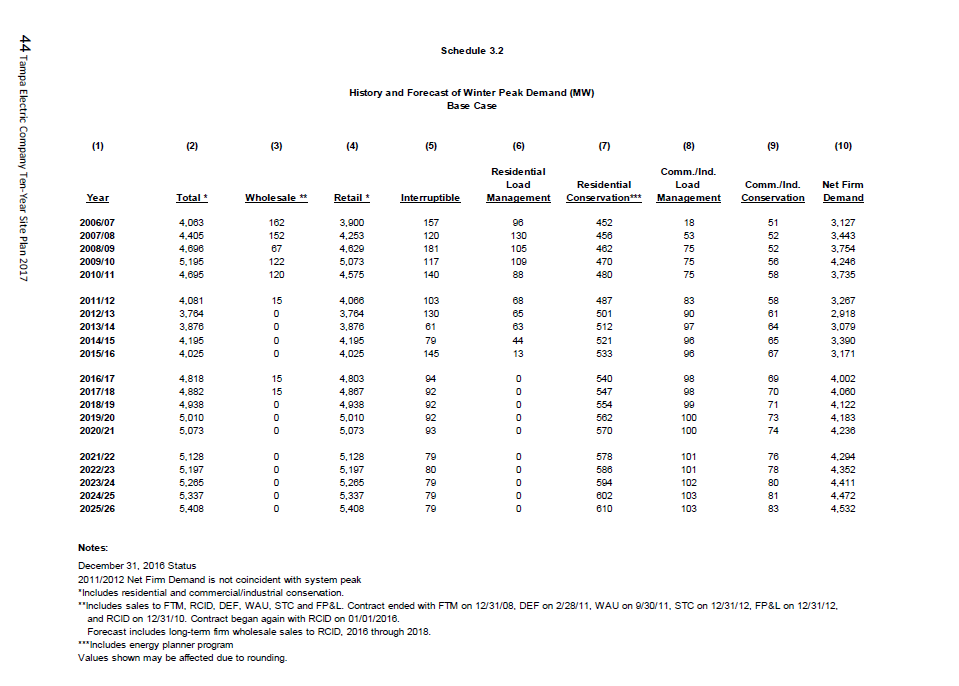 44 Tampa Electric Company Ten-Year Site Plan 2017
Schedule 3.2
History and Forecast of Winter Peak Demand (MW)
Base Case
(1) (2) (3) (4) (5) (6) (7) (8) (9) (10)
Residential Comm./Ind.
Load Residential Load Comm./Ind. Net Firm
Year Total * Wholesale ** Retail * Interruptible Management Conservation*** Management Conservation Demand
2006/07 4,063 162 3,900 157 96 452 18 51 3,127
2007/08 4,405 152 4,253 120 130 456 53 52 3,443
2008/09 4,696 67 4,629 181 105 462 75 52 3,754
2009/10 5,195 122 5,073 117 109 470 75 56 4,246
2010/11 4,695 120 4,575 140 88 480 75 58 3,735
2011/12 4,081 15 4,066 103 68 487 83 58 3,267
2012/13 3,764 0 3,764 130 65 501 90 61 2,918
2013/14 3,876 0 3,876 61 63 512 97 64 3,079
2014/15 4,195 0 4,195 79 44 521 96 65 3,390
2015/16 4,025 0 4,025 145 13 533 96 67 3,171
2016/17 4,818 15 4,803 94 0 540 98 69 4,002
2017/18 4,882 15 4,867 92 0 547 98 70 4,060
2018/19 4,938 0 4,938 92 0 554 99 71 4,122
2019/20 5,010 0 5,010 92 0 562 100 73 4,183
2020/21 5,073 0 5,073 93 0 570 100 74 4,236
2021/22 5,128 0 5,128 79 0 578 101 76 4,294
2022/23 5,197 0 5,197 80 0 586 101 78 4,352
2023/24 5,265 0 5,265 79 0 594 102 80 4,411
2024/25 5,337 0 5,337 79 0 602 103 81 4,472
2025/26 5,408 0 5,408 79 0 610 103 83 4,532
Notes:
December 31, 2016 Status
2011/2012 Net Firm Demand is not coincident with system peak
*Includes residential and commercial/industrial conservation.
**Includes sales to FTM, RCID, DEF, WAU, STC and FP&L. Contract ended with FTM on 12/31/08, DEF on 2/28/11, WAU on 9/30/11, STC on 12/31/12, FP&L on 12/31/12,
and RCID on 12/31/10. Contract began again with RCID on 01/01/2016.
Forecast includes long-term firm wholesale sales to RCID, 2016 through 2018.
***Includes energy planner program
Values shown may be affected due to rounding.